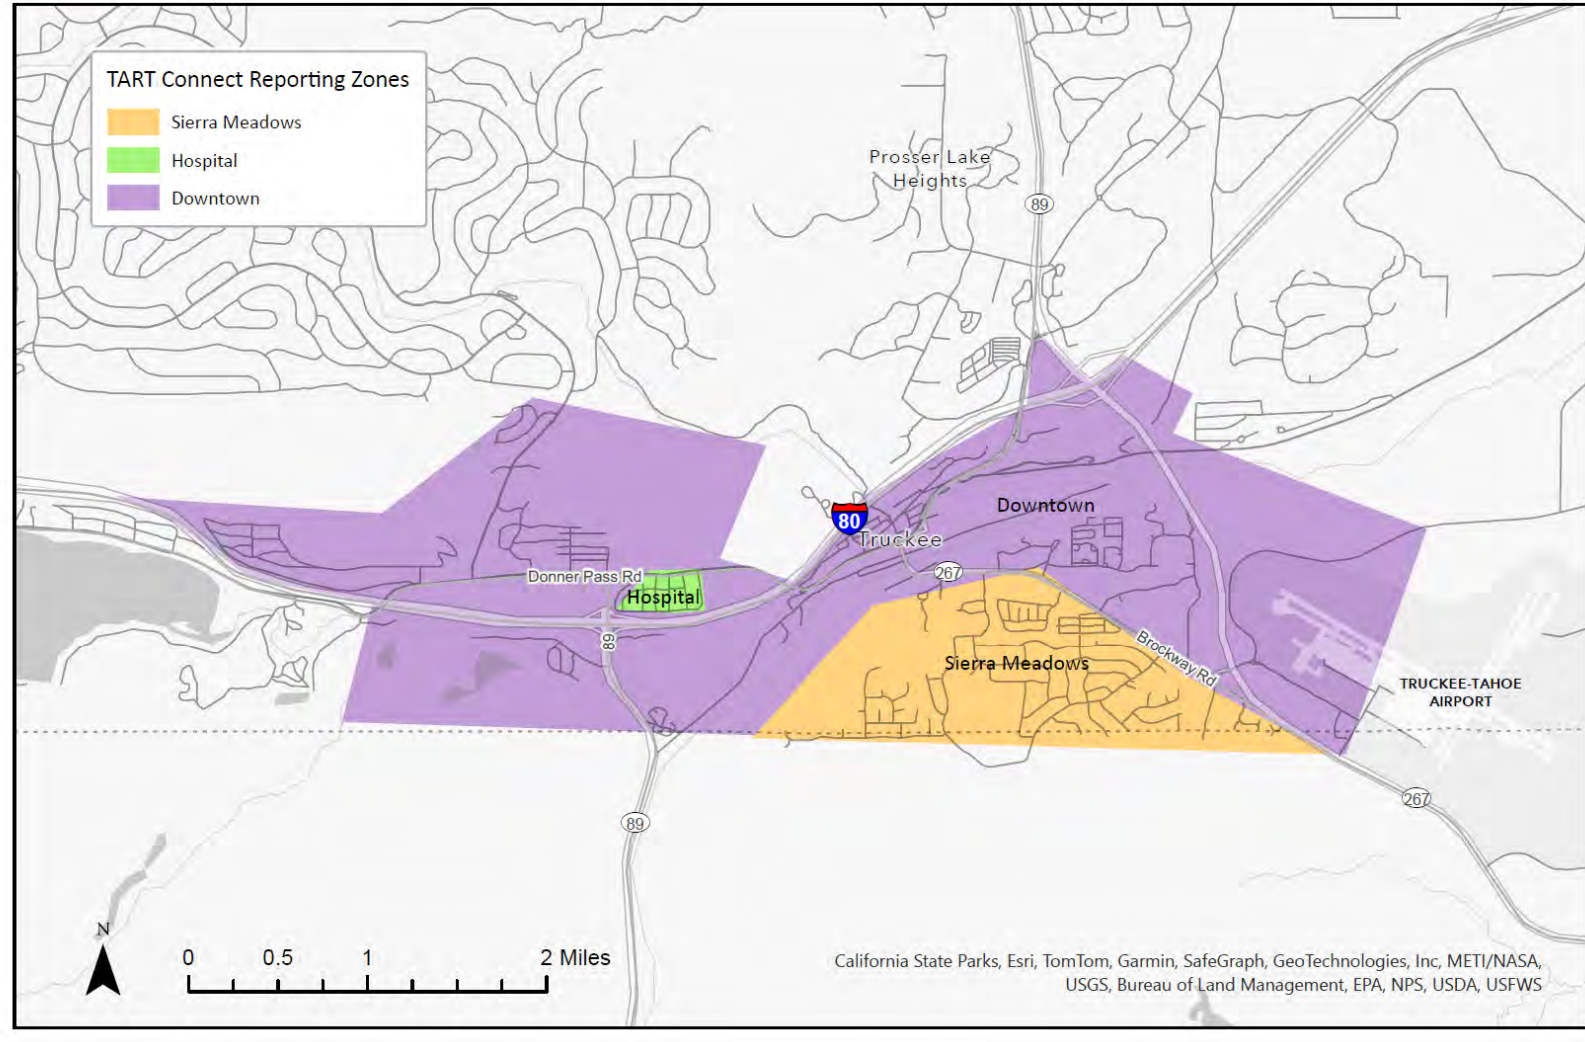 TART Connect Reporting Zones
Sierra Meadows
Hospital
Downtown
Prosser Lake
Heights
89
Downtown
80
Truckee
267
Donner Pass Rd
Hospital
89
Sierra Meadows
Brockway Rd
TRUCKEE-TAHOE
AIRPORT
267
89
N
0 0.5 1 2 Miles
California State Parks, Esri, TomTom, Garmin, SafeGraph, GeoTechnologies, Inc, METI/NASA,
USGS, Bureau of Land Management, EPA, NPS, USDA, USFWS